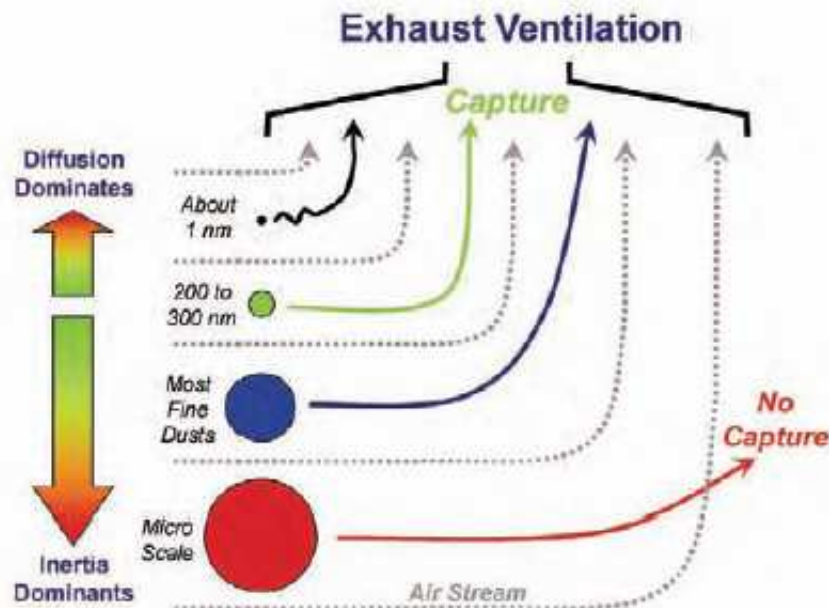 Exhaust Ventilation
Capture
Diffusion
Dominates
About
1 nm
200 to
300 nm
Most
Fine
Dusts
No
Capture
Micro
Scale
Inertia
Dominants
Air Stream